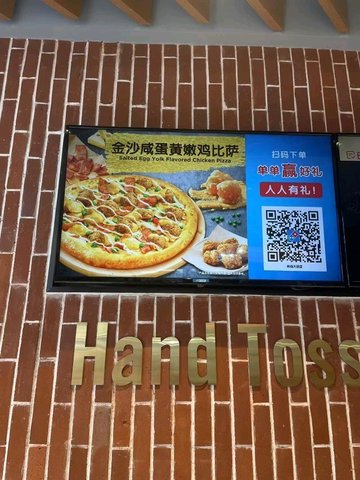 金沙咸蛋黄嫩鸡比萨
Salted Egg Yolk Flavored Chicken Pizza
扫码下单
单单赢好礼
人人有礼！
Hand Toss